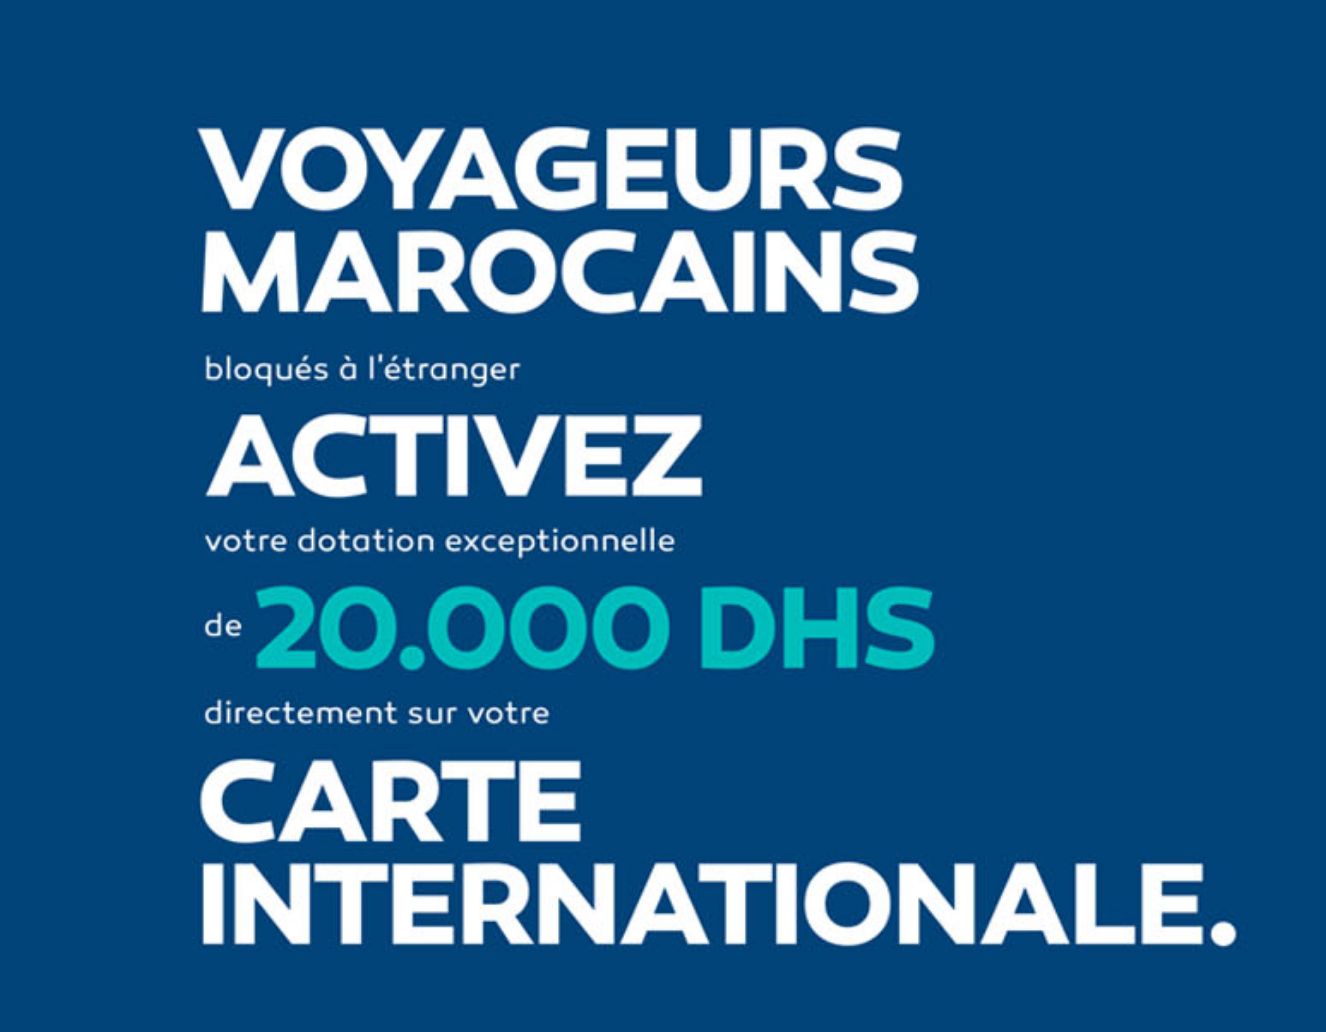 VOYAGEURS
MAROCAINS
bloqués à l'étranger
ACTIVEZ
votre dotation exceptionnelle
de 20.000 DHS
directement sur votre
CARTE
INTERNATIONALE.